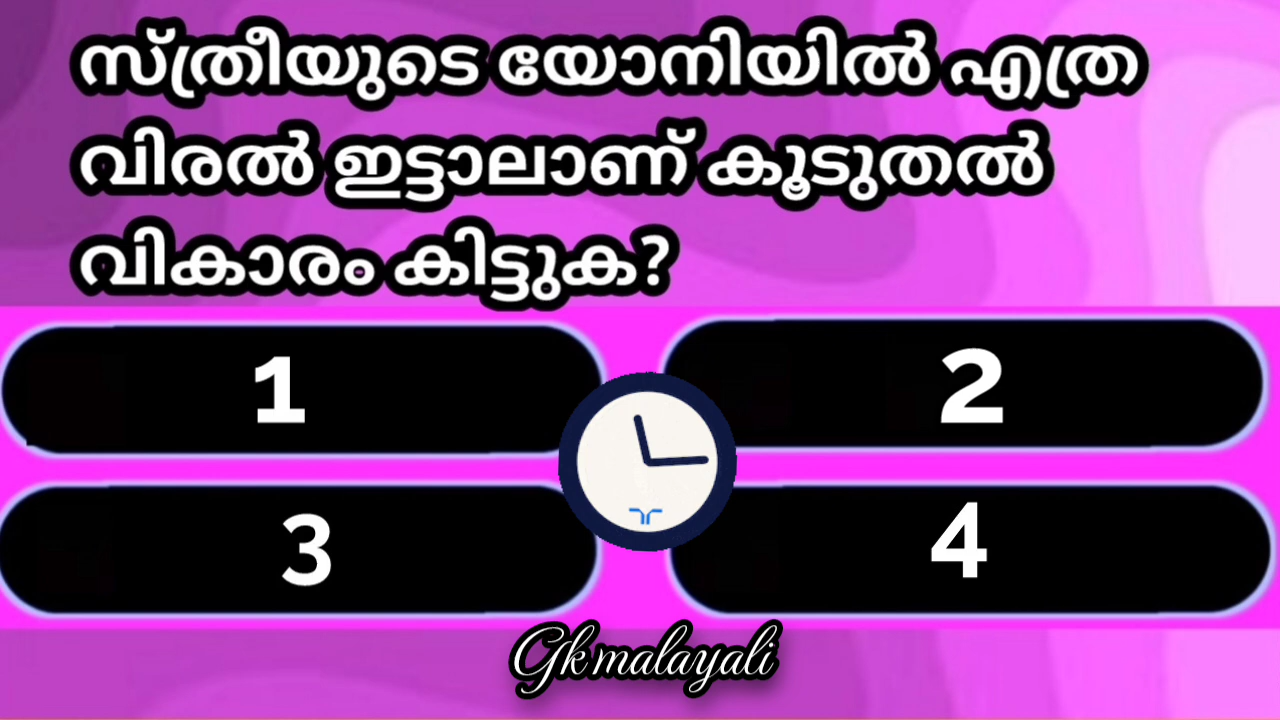 സ്ത്രീയുടെ യോനിയിൽ എത്ര
വിരൽ ഇട്ടാലാണ് കൂടുതൽ
വികാരം കിട്ടുക?
1
2
3
4
Gk malayali